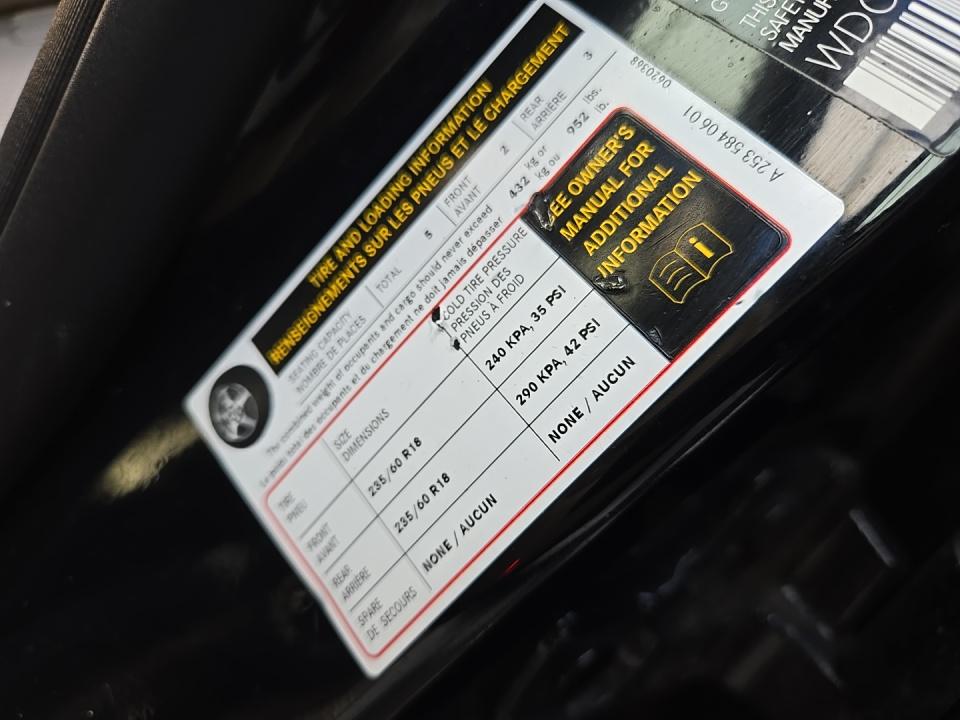 TIRE AND LOADING INFORMATION
RENSEIGNEMENTS SUR LES PNEUS ET LE CHARGEMENT
SEATING CAPACITY
NOMBRE DE PLACES
TOTAL 5
FRONT
AVANT 2
REAR
ARRIÈRE 3
The combined weight of occupants and cargo should never exceed 432 kg or 952 lbs.
Le poids total des occupants et du chargement ne doit jamais dépasser kg ou lb.
TIRE
PNEU
SIZE
DIMENSIONS
COLD TIRE PRESSURE
PRESSION DES
PNEUS À FROID
FRONT
AVANT
235/60 R18
240 KPA, 35 PSI
REAR
ARRIÈRE
235/60 R18
290 KPA, 42 PSI
SPARE
DE SECOURS
NONE / AUCUN
NONE / AUCUN
SEE OWNER'S
MANUAL FOR
ADDITIONAL
INFORMATION
i
0620368
A 253 584 06 01
THIS
SAFET
MANUF
WDC